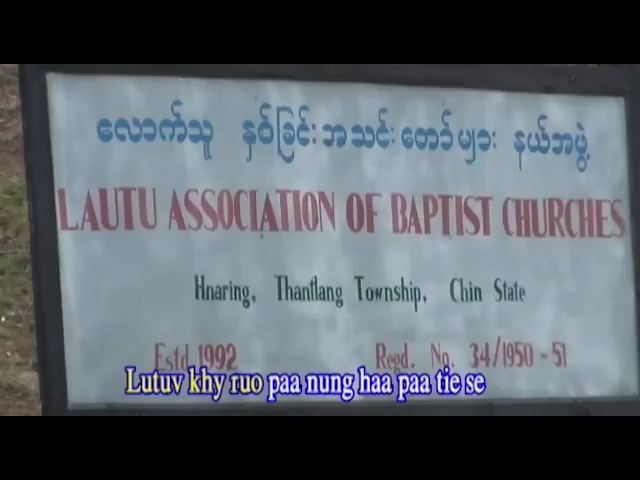 လောက်သူ နှစ်ခြင်းအသင်းတော်များ နယ်အဖွဲ့
LAUTU ASSOCIATION OF BAPTIST CHURCHES
Hnaring, Thantlang Township, Chin State
Estd 1992 Regd. No. 34/1950 - 51
Lutuv khy ruo paa nung haa paa tie se